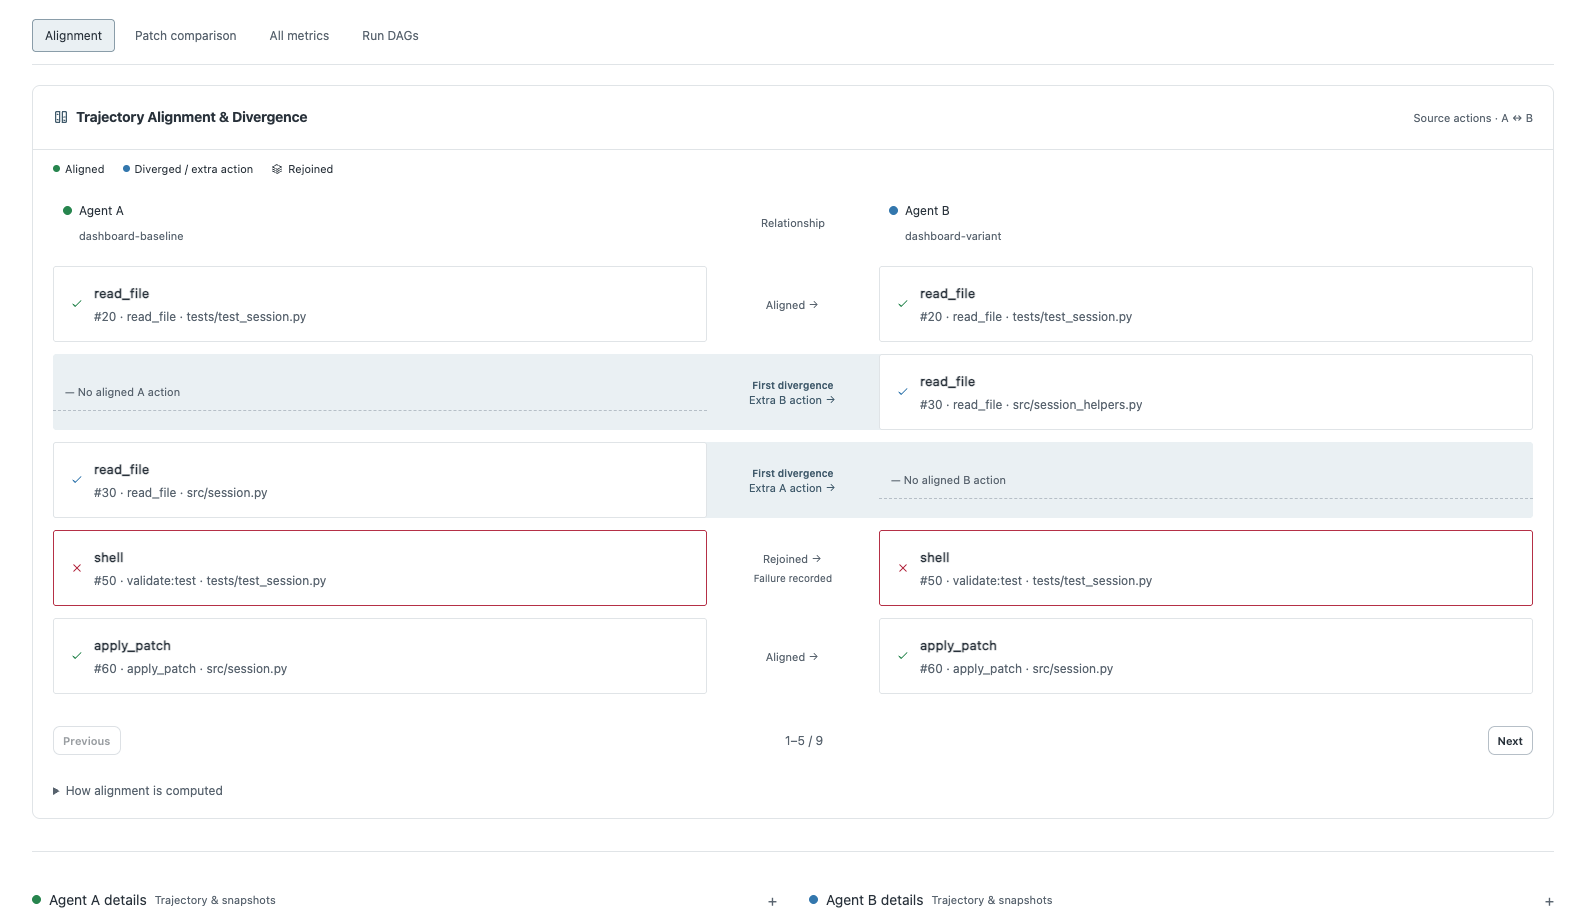 Alignment
Patch comparison
All metrics
Run DAGs
Trajectory Alignment & Divergence
Source actions · A ↔ B
Aligned
Diverged / extra action
Rejoined
Agent A
dashboard-baseline
Relationship
Agent B
dashboard-variant
read_file
#20 · read_file · tests/test_session.py
Aligned →
read_file
#20 · read_file · tests/test_session.py
— No aligned A action
First divergence
Extra B action →
read_file
#30 · read_file · src/session_helpers.py
read_file
#30 · read_file · src/session.py
First divergence
Extra A action →
— No aligned B action
shell
#50 · validate:test · tests/test_session.py
Rejoined →
Failure recorded
shell
#50 · validate:test · tests/test_session.py
apply_patch
#60 · apply_patch · src/session.py
Aligned →
apply_patch
#60 · apply_patch · src/session.py
Previous
1–5 / 9
Next
How alignment is computed
Agent A details Trajectory & snapshots +
Agent B details Trajectory & snapshots +